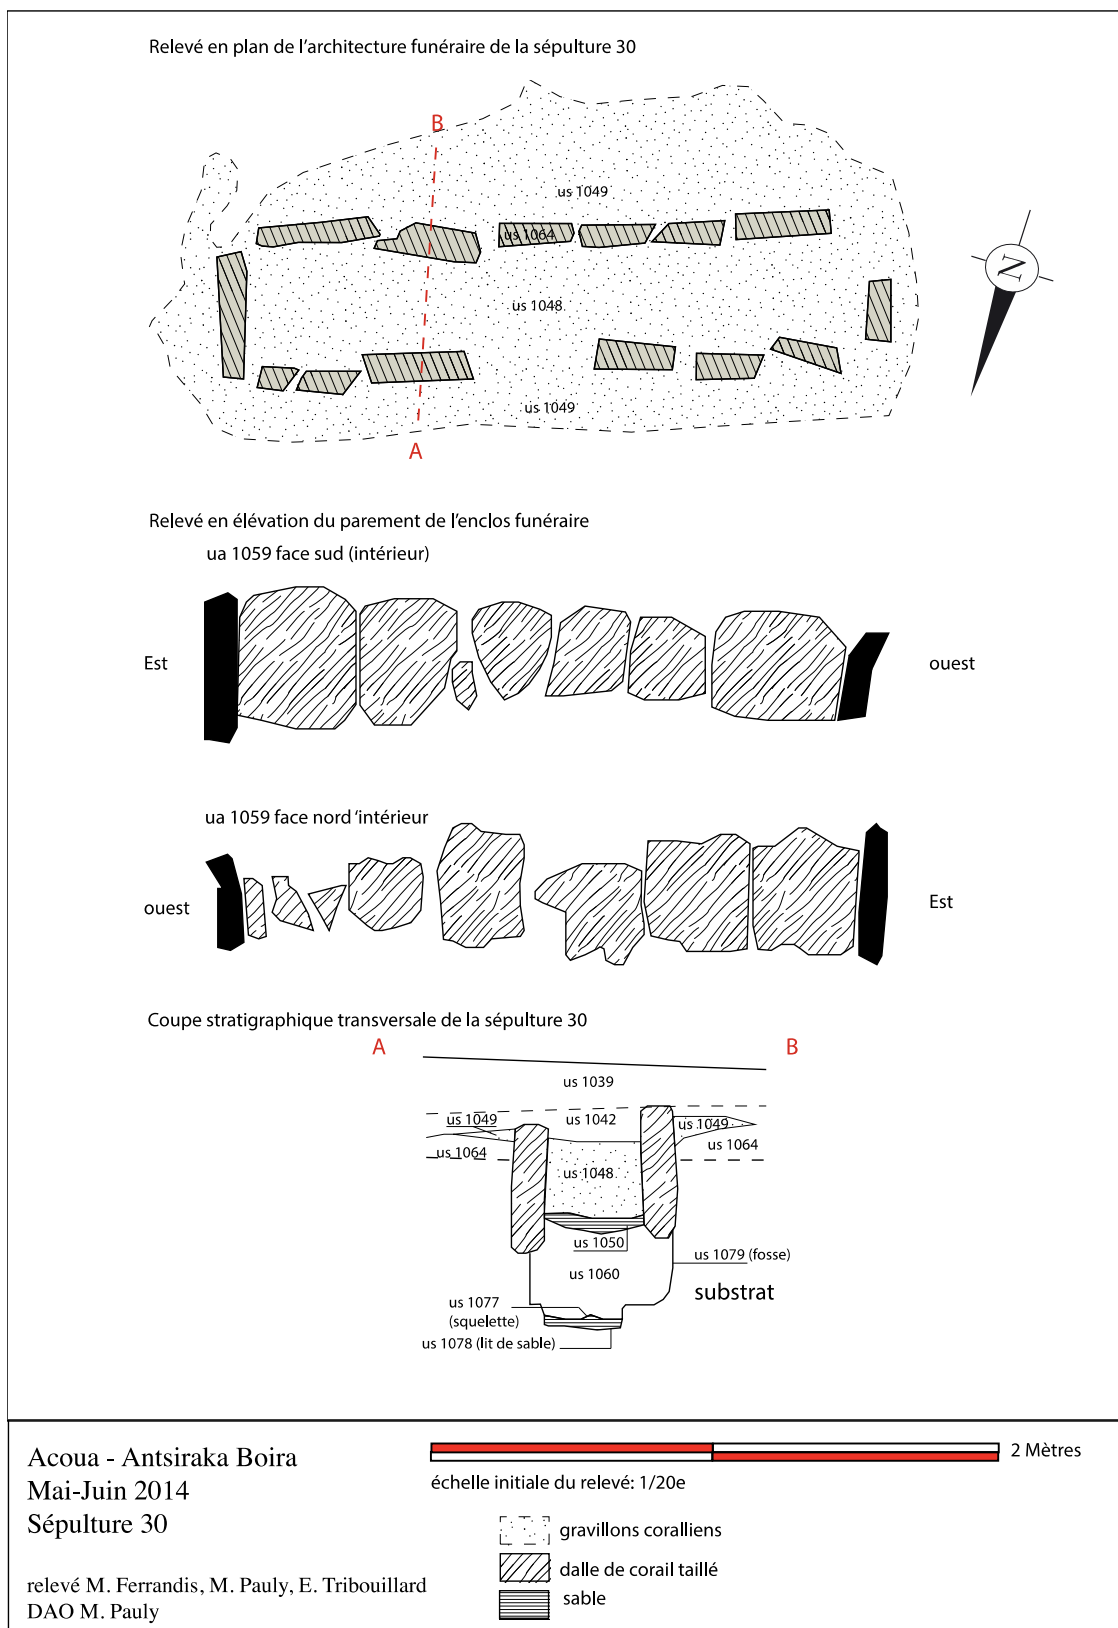 Relevé en plan de l'architecture funéraire de la sépulture 30
B
us 1049
us 1064
us 1048
us 1049
A
N
Relevé en élévation du parement de l'enclos funéraire
ua 1059 face sud (intérieur)
Est
ouest
ua 1059 face nord 'intérieur
ouest
Est
Coupe stratigraphique transversale de la sépulture 30
A
B
us 1039
us 1049
us 1042
us 1049
us 1064
us 1064
us 1048
us 1050
us 1079 (fosse)
us 1060
substrat
us 1077
(squelette)
us 1078 (lit de sable)
Acoua - Antsiraka Boira
Mai-Juin 2014
Sépulture 30
relevé M. Ferrandis, M. Pauly, E. Tribouillard
DAO M. Pauly
2 Mètres
échelle initiale du relevé: 1/20e
gravillons coralliens
dalle de corail taillé
sable